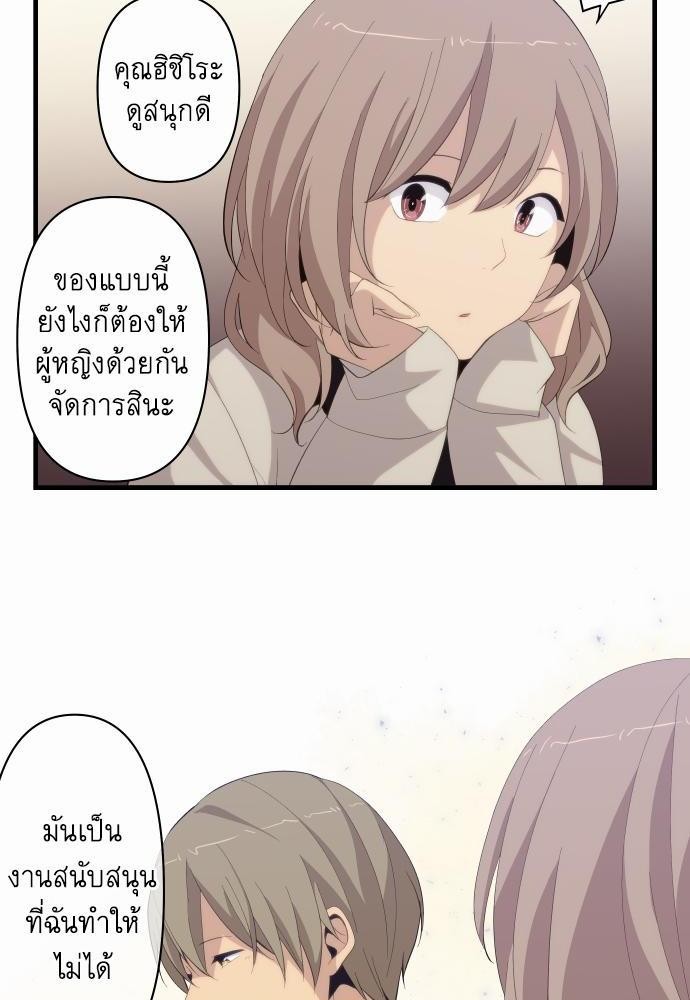 คุณฮิชิโระ
ดูสนุกดี
ของแบบนี้
ยังไงก็ต้องให้
ผู้หญิงด้วยกัน
จัดการสินะ
มันเป็น
งานสนับสนุน
ที่ฉันทำให้
ไม่ได้